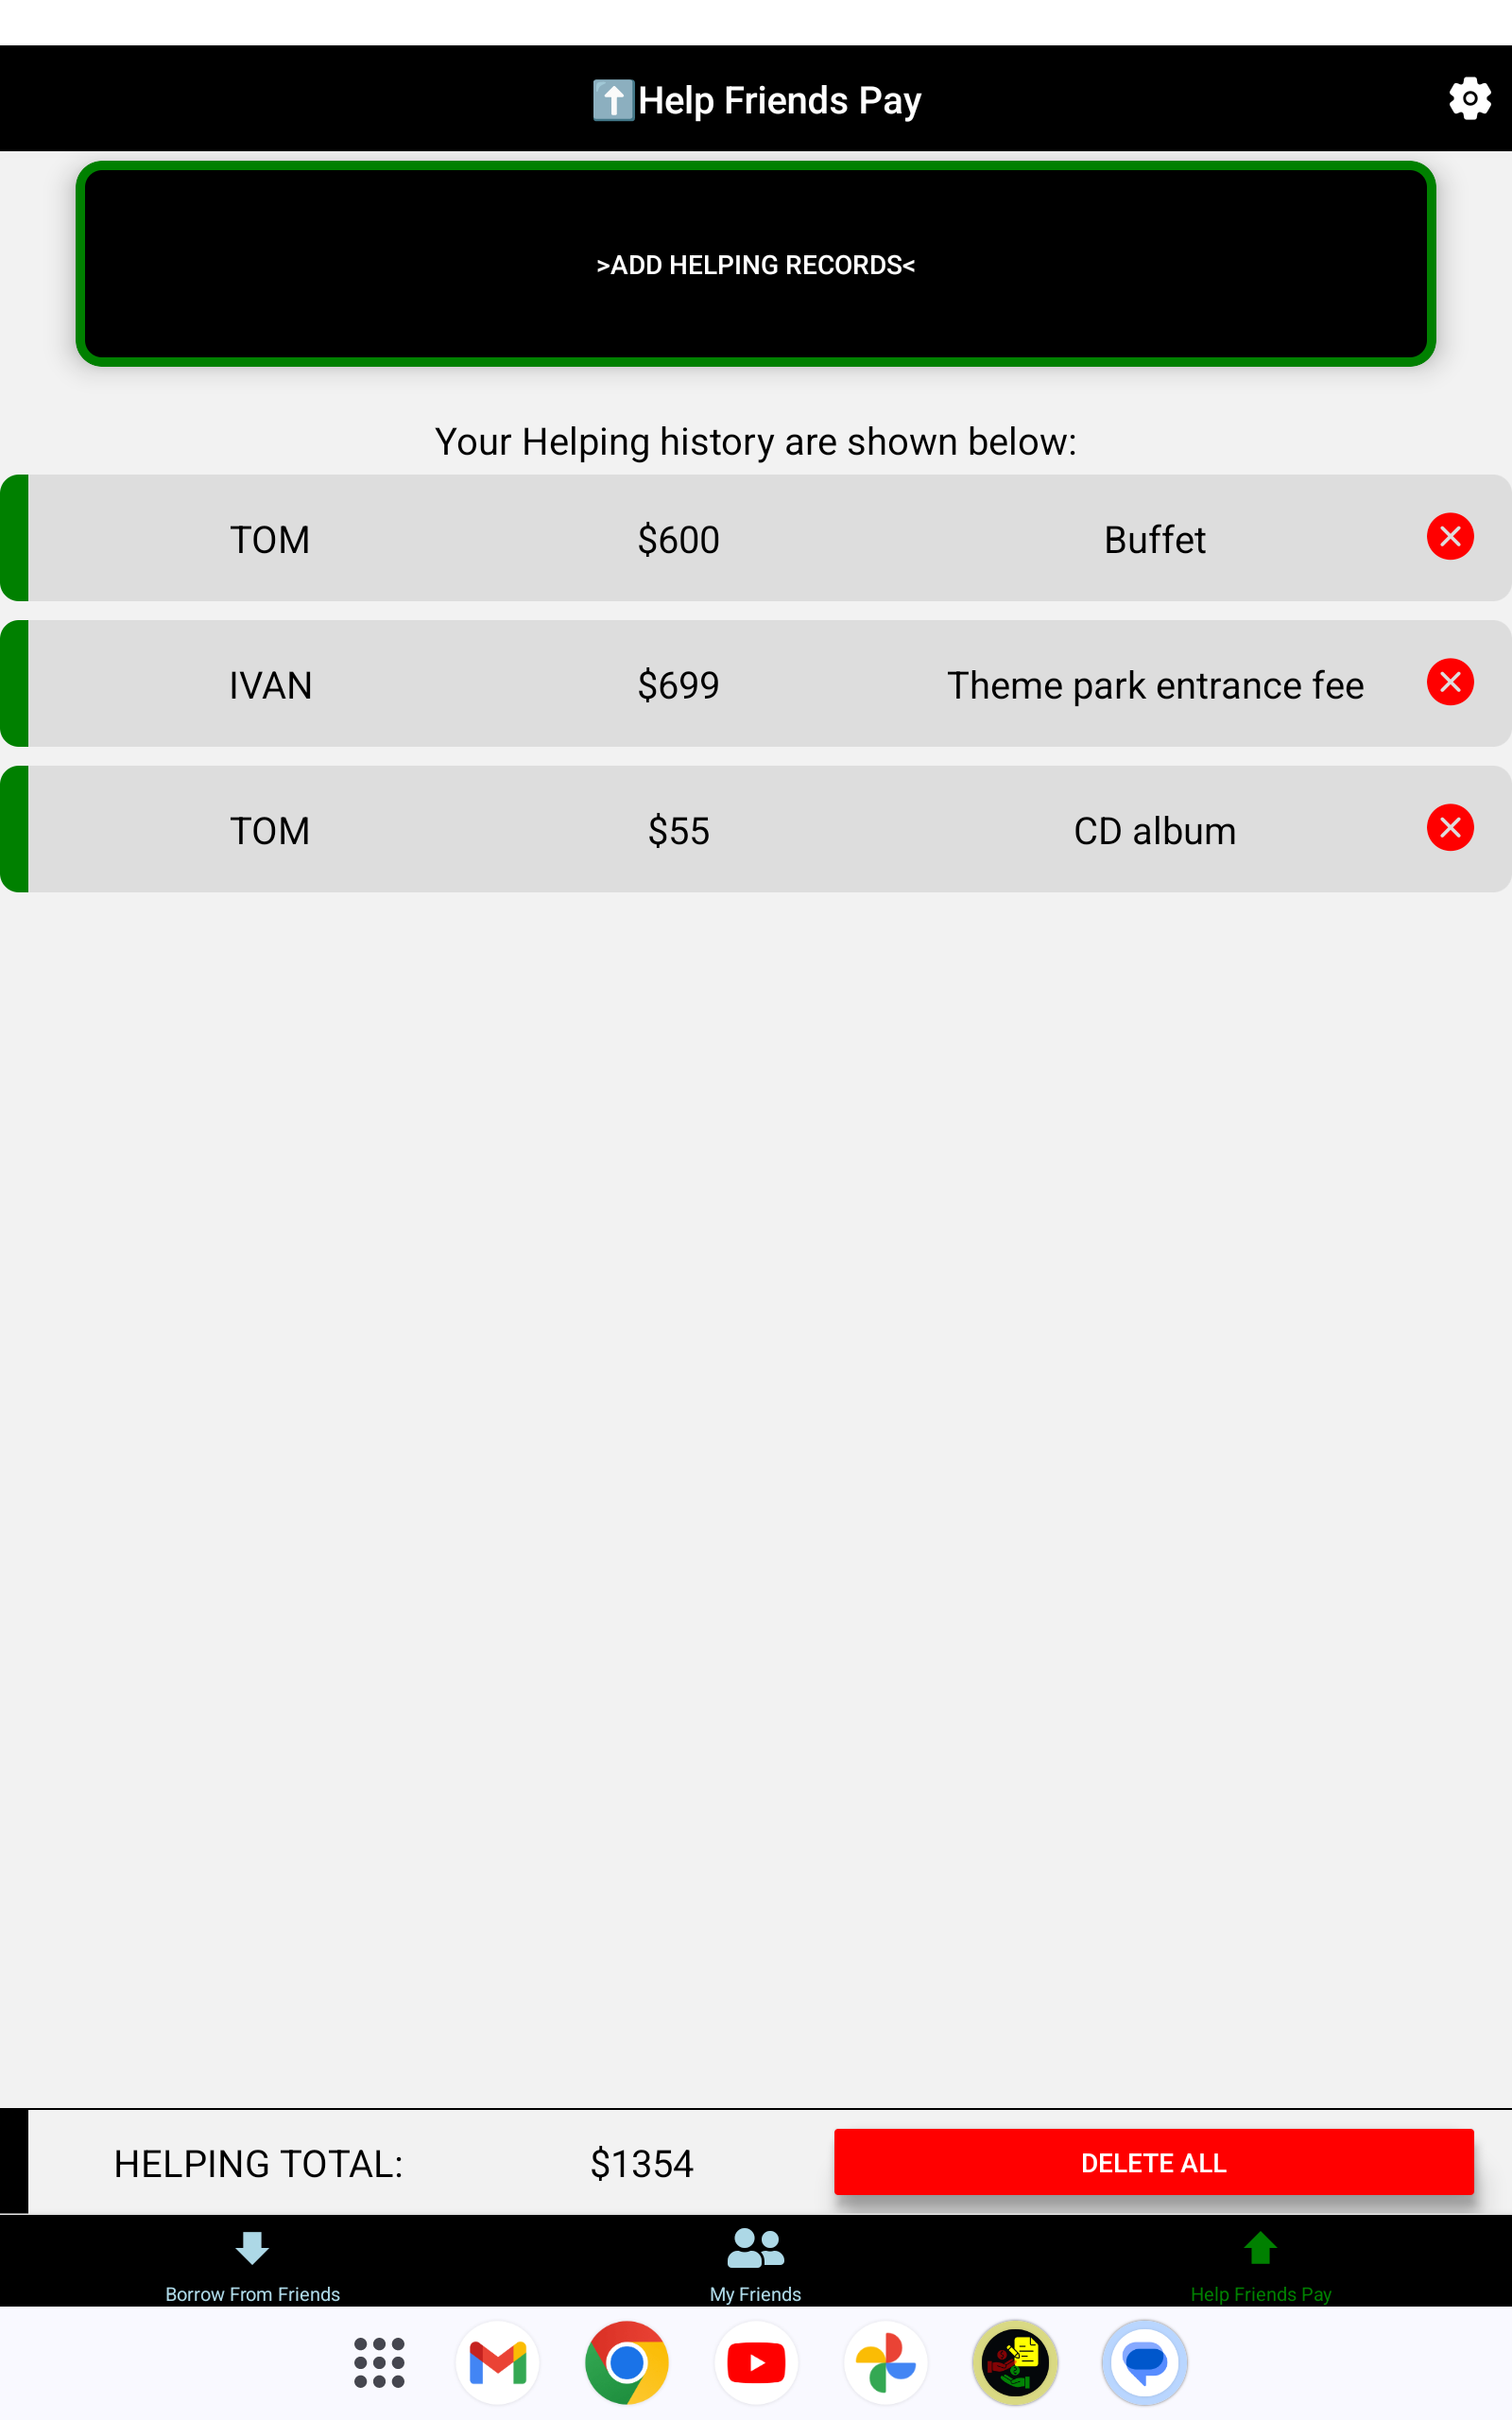 ⬆️Help Friends Pay
>ADD HELPING RECORDS<
Your Helping history are shown below:
TOM $600 Buffet
IVAN $699 Theme park entrance fee
TOM $55 CD album
HELPING TOTAL: $1354 DELETE ALL
Borrow From Friends My Friends Help Friends Pay